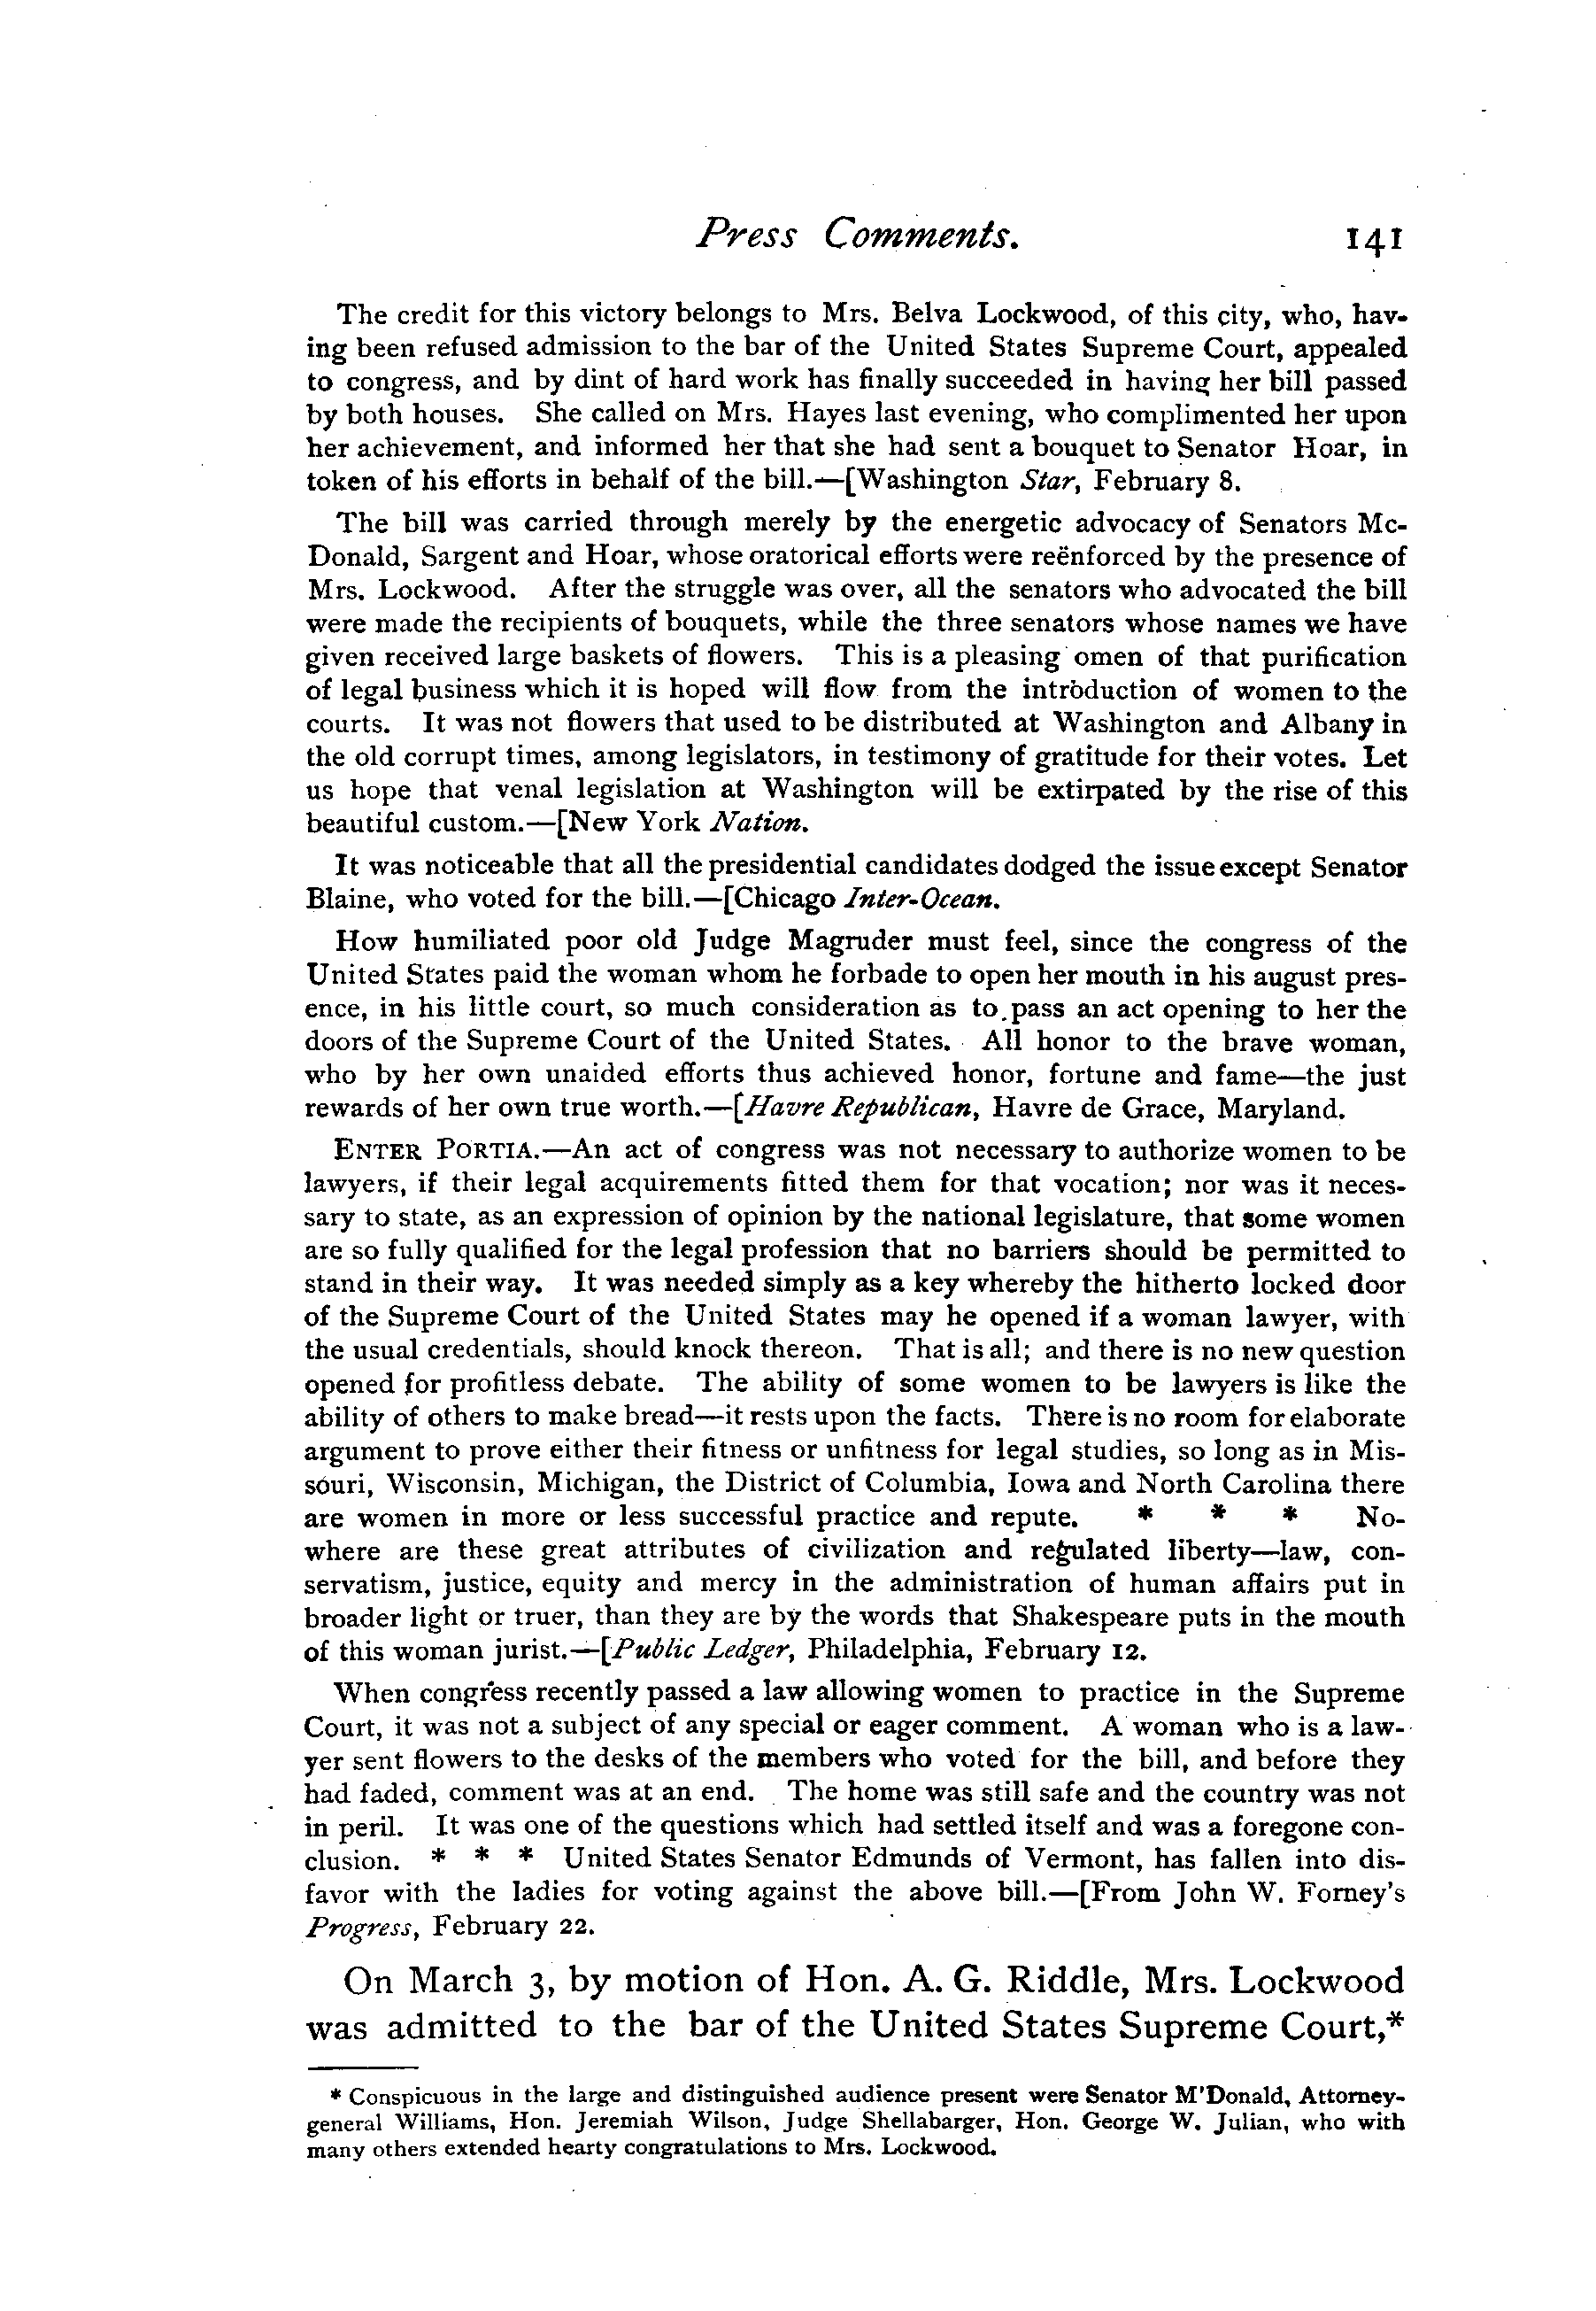 Press Comments. 141
The credit for this victory belongs to Mrs. Belva Lockwood, of this city, who, hav-
ing been refused admission to the bar of the United States Supreme Court, appealed
to congress, and by dint of hard work has finally succeeded in having her bill passed
by both houses. She called on Mrs. Hayes last evening, who complimented her upon
her achievement, and informed her that she had sent a bouquet to Senator Hoar, in
token of his efforts in behalf of the bill.—[Washington Star, February 8.
The bill was carried through merely by the energetic advocacy of Senators Mc-
Donald, Sargent and Hoar, whose oratorical efforts were reënforced by the presence of
Mrs. Lockwood. After the struggle was over, all the senators who advocated the bill
were made the recipients of bouquets, while the three senators whose names we have
given received large baskets of flowers. This is a pleasing omen of that purification
of legal business which it is hoped will flow from the introduction of women to the
courts. It was not flowers that used to be distributed at Washington and Albany in
the old corrupt times, among legislators, in testimony of gratitude for their votes. Let
us hope that venal legislation at Washington will be extirpated by the rise of this
beautiful custom.—[New York Nation.
It was noticeable that all the presidential candidates dodged the issue except Senator
Blaine, who voted for the bill.—[Chicago Inter-Ocean.
How humiliated poor old Judge Magruder must feel, since the congress of the
United States paid the woman whom he forbade to open her mouth in his august pres-
ence, in his little court, so much consideration as to pass an act opening to her the
doors of the Supreme Court of the United States. All honor to the brave woman,
who by her own unaided efforts thus achieved honor, fortune and fame—the just
rewards of her own true worth.—[Havre Republican, Havre de Grace, Maryland.
ENTER PORTIA.—An act of congress was not necessary to authorize women to be
lawyers, if their legal acquirements fitted them for that vocation; nor was it neces-
sary to state, as an expression of opinion by the national legislature, that some women
are so fully qualified for the legal profession that no barriers should be permitted to
stand in their way. It was needed simply as a key whereby the hitherto locked door
of the Supreme Court of the United States may he opened if a woman lawyer, with
the usual credentials, should knock thereon. That is all; and there is no new question
opened for profitless debate. The ability of some women to be lawyers is like the
ability of others to make bread—it rests upon the facts. There is no room for elaborate
argument to prove either their fitness or unfitness for legal studies, so long as in Mis-
souri, Wisconsin, Michigan, the District of Columbia, Iowa and North Carolina there
are women in more or less successful practice and repute. * * * No-
where are these great attributes of civilization and regulated liberty—law, con-
servatism, justice, equity and mercy in the administration of human affairs put in
broader light or truer, than they are by the words that Shakespeare puts in the mouth
of this woman jurist.—[Public Ledger, Philadelphia, February 12.
When congress recently passed a law allowing women to practice in the Supreme
Court, it was not a subject of any special or eager comment. A woman who is a law-
yer sent flowers to the desks of the members who voted for the bill, and before they
had faded, comment was at an end. The home was still safe and the country was not
in peril. It was one of the questions which had settled itself and was a foregone con-
clusion. * * * United States Senator Edmunds of Vermont, has fallen into dis-
favor with the ladies for voting against the above bill.—[From John W. Forney's
Progress, February 22.
On March 3, by motion of Hon. A. G. Riddle, Mrs. Lockwood
was admitted to the bar of the United States Supreme Court,*
* Conspicuous in the large and distinguished audience present were Senator M'Donald, Attorney-
general Williams, Hon. Jeremiah Wilson, Judge Shellabarger, Hon. George W. Julian, who with
many others extended hearty congratulations to Mrs. Lockwood.